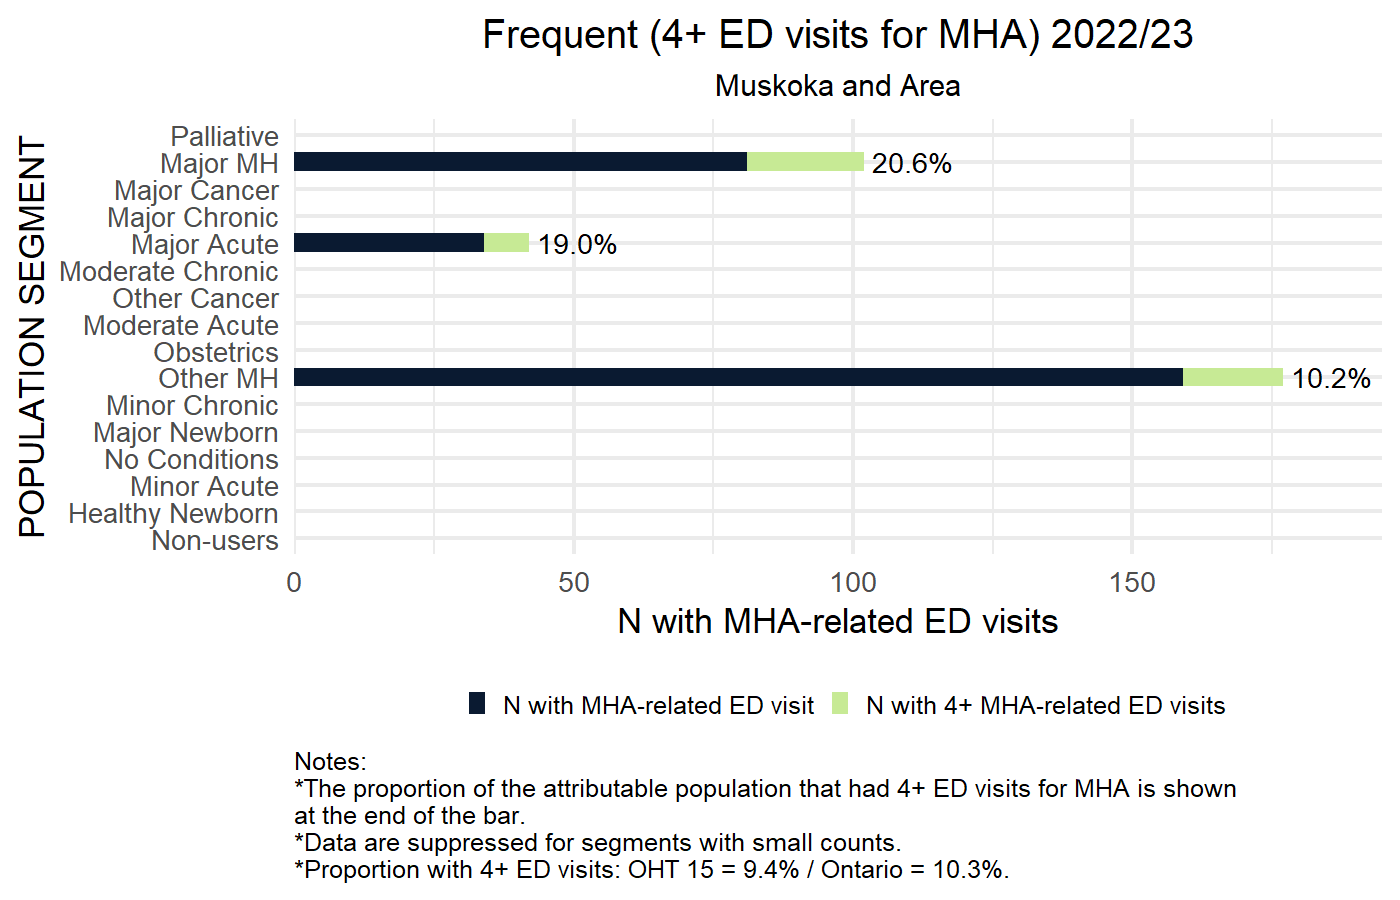 Frequent (4+ ED visits for MHA) 2022/23
Muskoka and Area
POPULATION SEGMENT
Palliative
Major MH
20.6%
Major Cancer
Major Chronic
Major Acute
19.0%
Moderate Chronic
Other Cancer
Moderate Acute
Obstetrics
Other MH
10.2%
Minor Chronic
Major Newborn
No Conditions
Minor Acute
Healthy Newborn
Non-users
0 50 100 150
N with MHA-related ED visits
N with MHA-related ED visit N with 4+ MHA-related ED visits
Notes:
*The proportion of the attributable population that had 4+ ED visits for MHA is shown
at the end of the bar.
*Data are suppressed for segments with small counts.
*Proportion with 4+ ED visits: OHT 15 = 9.4% / Ontario = 10.3%.